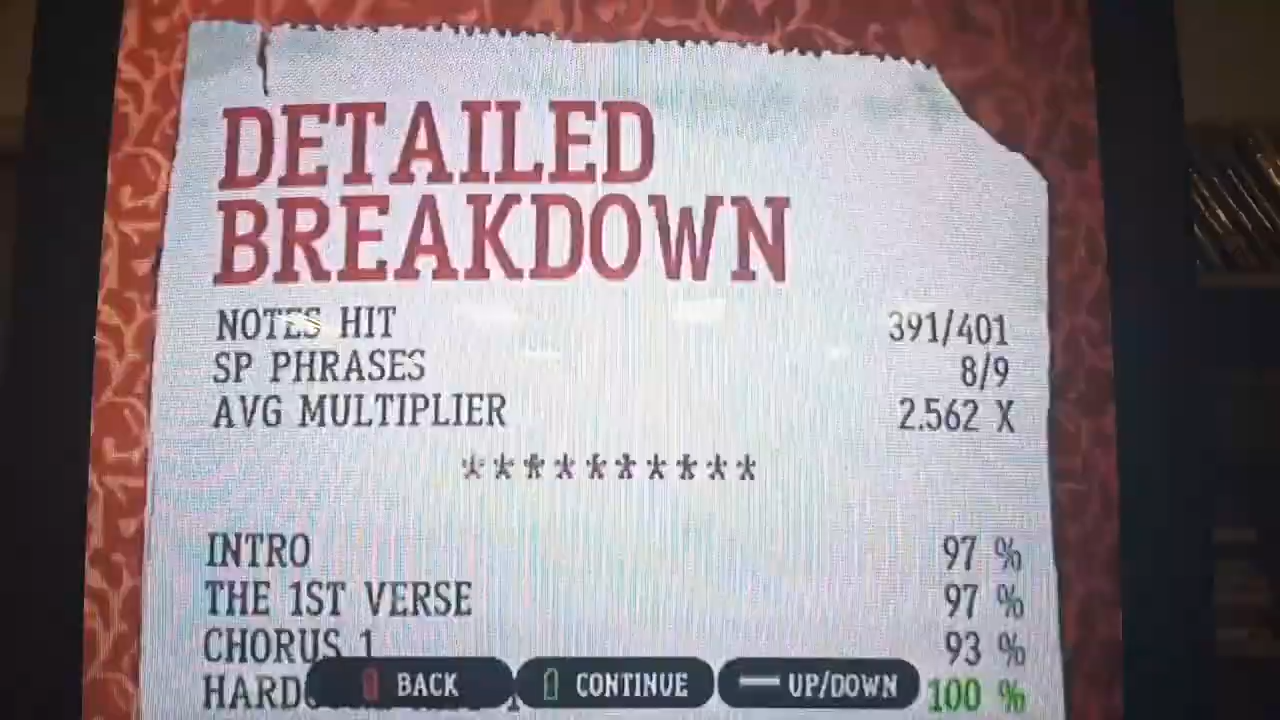 DETAILED
BREAKDOWN
NOTES HIT 391/401
SP PHRASES 8/9
AVG MULTIPLIER 2.562 X
**********
INTRO 97 %
THE 1ST VERSE 97 %
CHORUS 1 93 %
100 %
BACK CONTINUE UP/DOWN